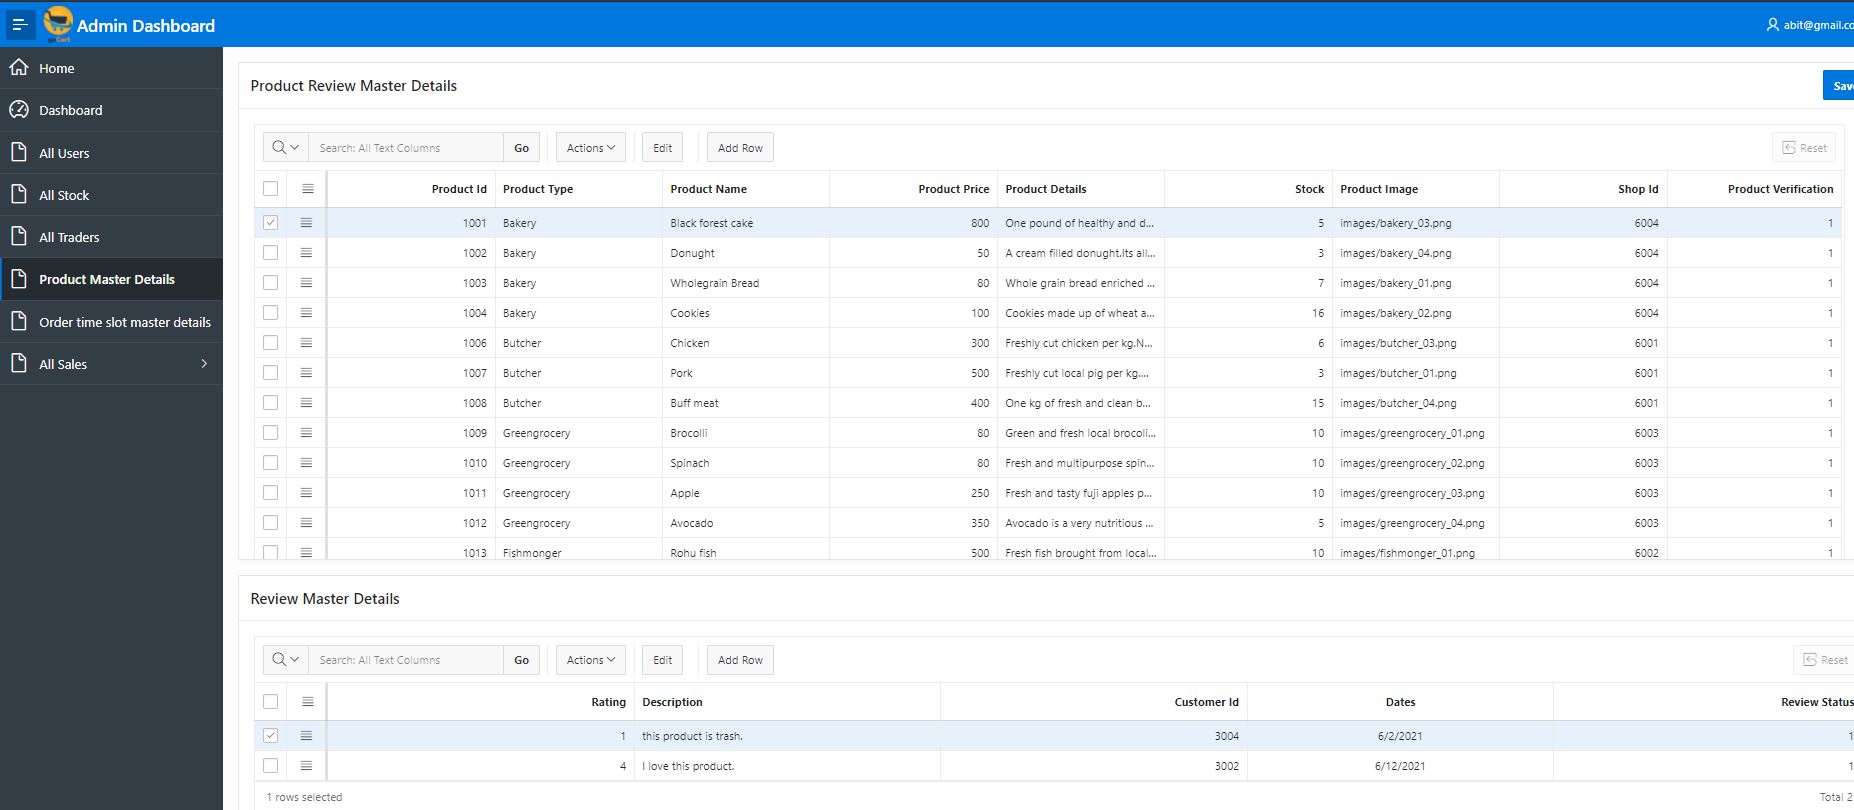 Admin Dashboard
abit@gmail.co
Home
Dashboard
All Users
All Stock
All Traders
Product Master Details
Order time slot master details
All Sales
Product Review Master Details
Save
Search: All Text Columns Go Actions Edit Add Row Reset
Product Id Product Type Product Name Product Price Product Details Stock Product Image Shop Id Product Verification
1001 Bakery Black forest cake 800 One pound of healthy and d... 5 images/bakery_03.png 6004 1
1002 Bakery Donught 50 A cream filled donught.Its all... 3 images/bakery_04.png 6004 1
1003 Bakery Wholegrain Bread 80 Whole grain bread enriched ... 7 images/bakery_01.png 6004 1
1004 Bakery Cookies 100 Cookies made up of wheat a... 16 images/bakery_02.png 6004 1
1006 Butcher Chicken 300 Freshly cut chicken per kg.N... 6 images/butcher_03.png 6001 1
1007 Butcher Pork 500 Freshly cut local pig per kg.... 3 images/butcher_01.png 6001 1
1008 Butcher Buff meat 400 One kg of fresh and clean b... 15 images/butcher_04.png 6001 1
1009 Greengrocery Brocolli 80 Green and fresh local brocoli... 10 images/greengrocery_01.png 6003 1
1010 Greengrocery Spinach 80 Fresh and multipurpose spin... 10 images/greengrocery_02.png 6003 1
1011 Greengrocery Apple 250 Fresh and tasty fuji apples p... 10 images/greengrocery_03.png 6003 1
1012 Greengrocery Avocado 350 Avocado is a very nutritious ... 5 images/greengrocery_04.png 6003 1
1013 Fishmonger Rohu fish 500 Fresh fish brought from local... 10 images/fishmonger_01.png 6002 1
Review Master Details
Search: All Text Columns Go Actions Edit Add Row Reset
Rating Description Customer Id Dates Review Status
1 this product is trash. 3004 6/2/2021 1
4 I love this product. 3002 6/12/2021 1
1 rows selected Total 2